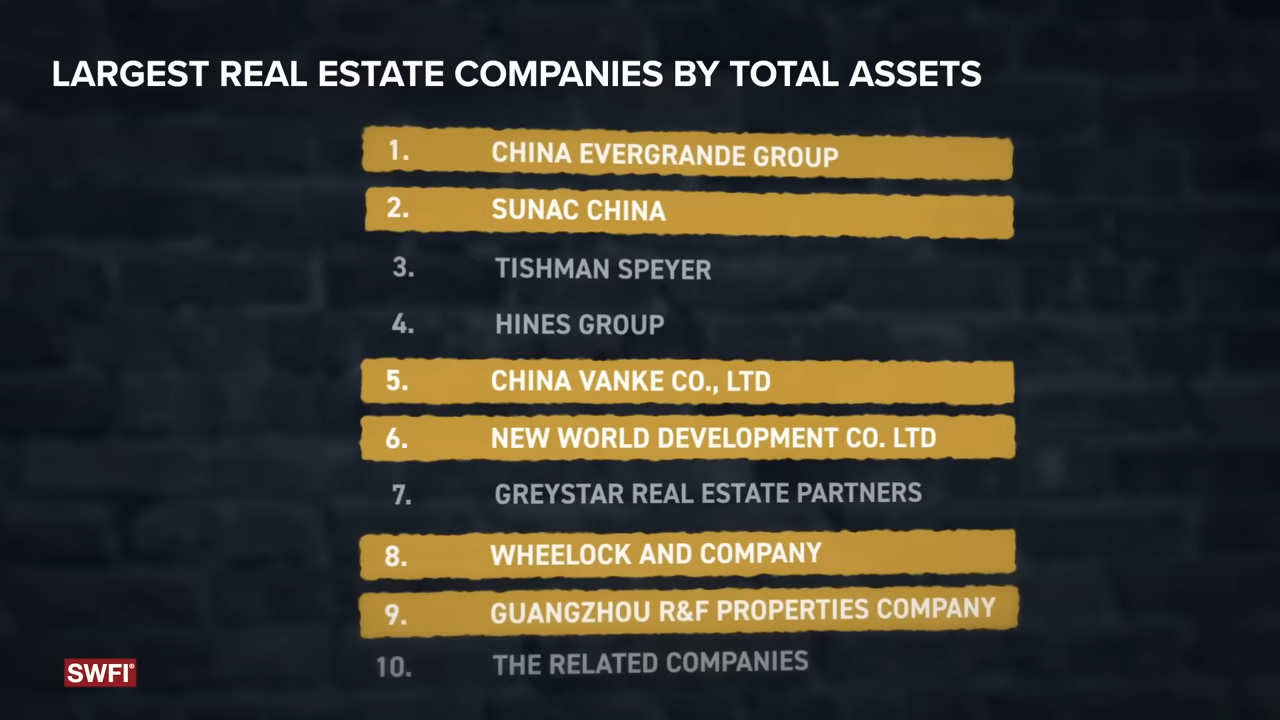 LARGEST REAL ESTATE COMPANIES BY TOTAL ASSETS
1. CHINA EVERGRANDE GROUP
2. SUNAC CHINA
3. TISHMAN SPEYER
4. HINES GROUP
5. CHINA VANKE CO., LTD
6. NEW WORLD DEVELOPMENT CO. LTD
7. GREYSTAR REAL ESTATE PARTNERS
8. WHEELOCK AND COMPANY
9. GUANGZHOU R&F PROPERTIES COMPANY
10. THE RELATED COMPANIES
SWFI®